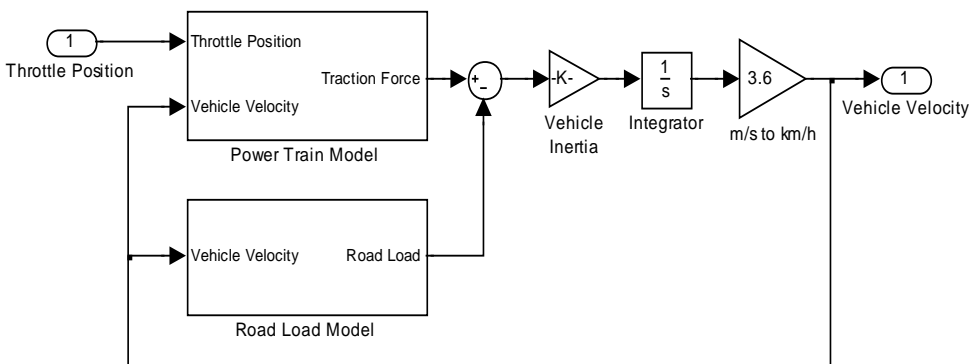 1
Throttle Position
Throttle Position
Vehicle Velocity
Traction Force
Power Train Model
+
−
-K-
Vehicle
Inertia
1
s
Integrator
3.6
m/s to km/h
1
Vehicle Velocity
Vehicle Velocity
Road Load
Road Load Model